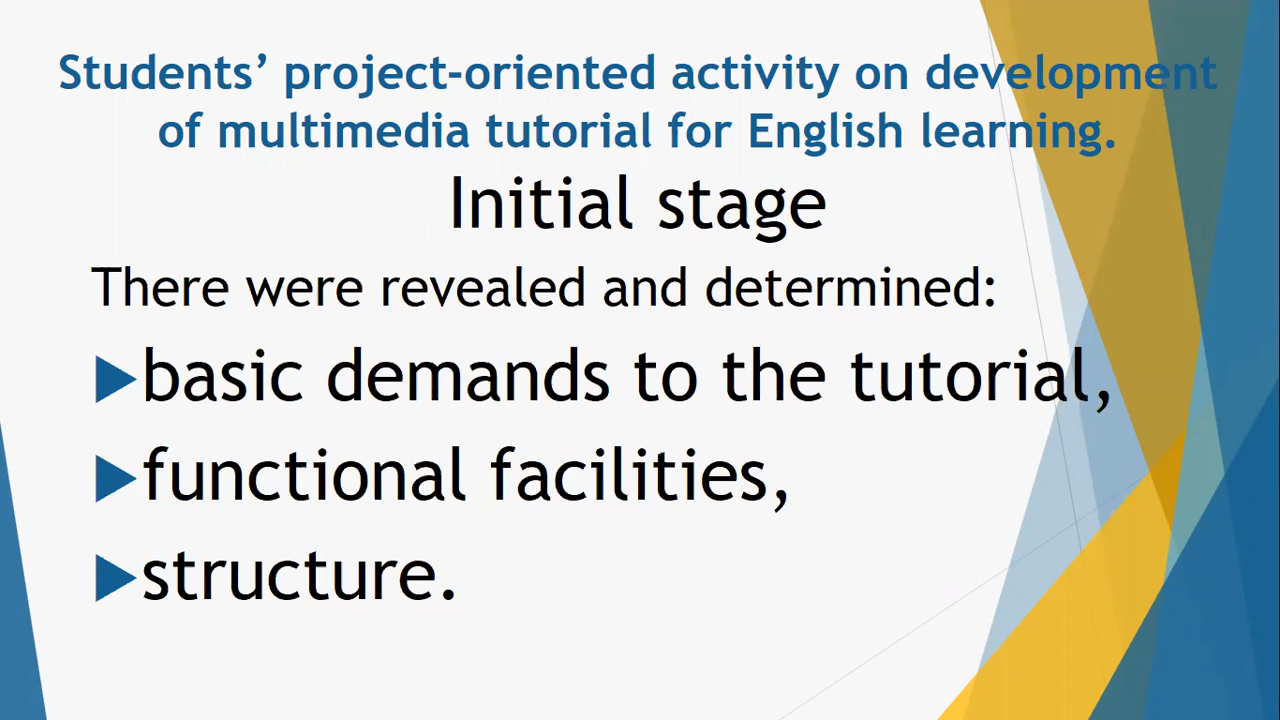 Students’ project-oriented activity on development
of multimedia tutorial for English learning.
Initial stage
There were revealed and determined:
basic demands to the tutorial,
functional facilities,
structure.